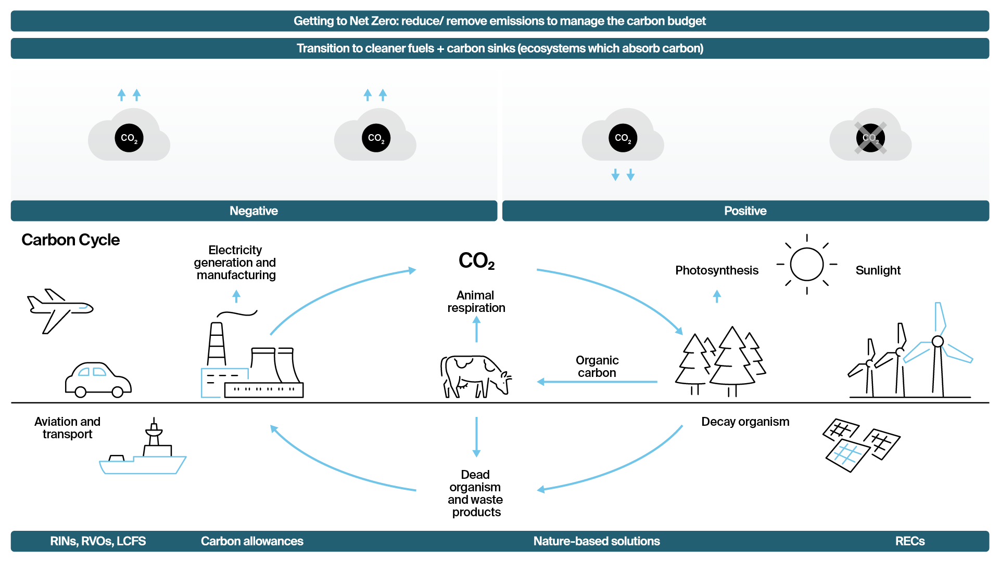 Getting to Net Zero: reduce/ remove emissions to manage the carbon budget
Transition to cleaner fuels + carbon sinks (ecosystems which absorb carbon)
CO₂
CO₂
CO₂
CO₂
Negative
Positive
Carbon Cycle
Electricity
generation and
manufacturing
CO₂
Animal
respiration
Photosynthesis
Sunlight
Organic
carbon
Aviation and
transport
Decay organism
Dead
organism
and waste
products
RINs, RVOs, LCFS
Carbon allowances
Nature-based solutions
RECs